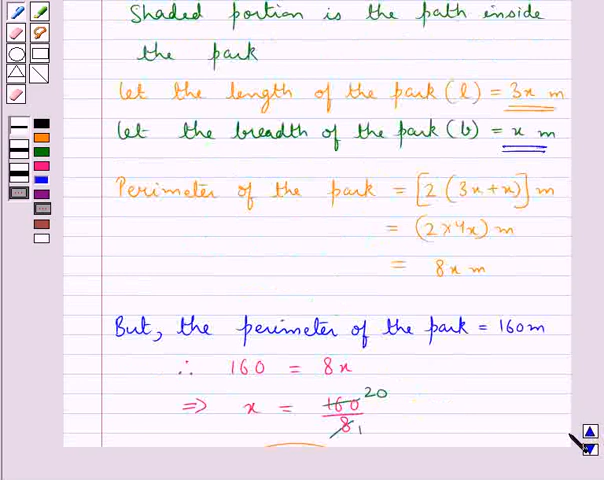 Shaded portion is the path inside
the park
let the length of the park (l) = 3x m
let the breadth of the park (b) = x m
Perimeter of the park = [2 (3x+x)] m
= (2×4x) m
= 8x m
But, the perimeter of the park = 160m
∴ 160 = 8x
⇒ x = 160/8 20 1